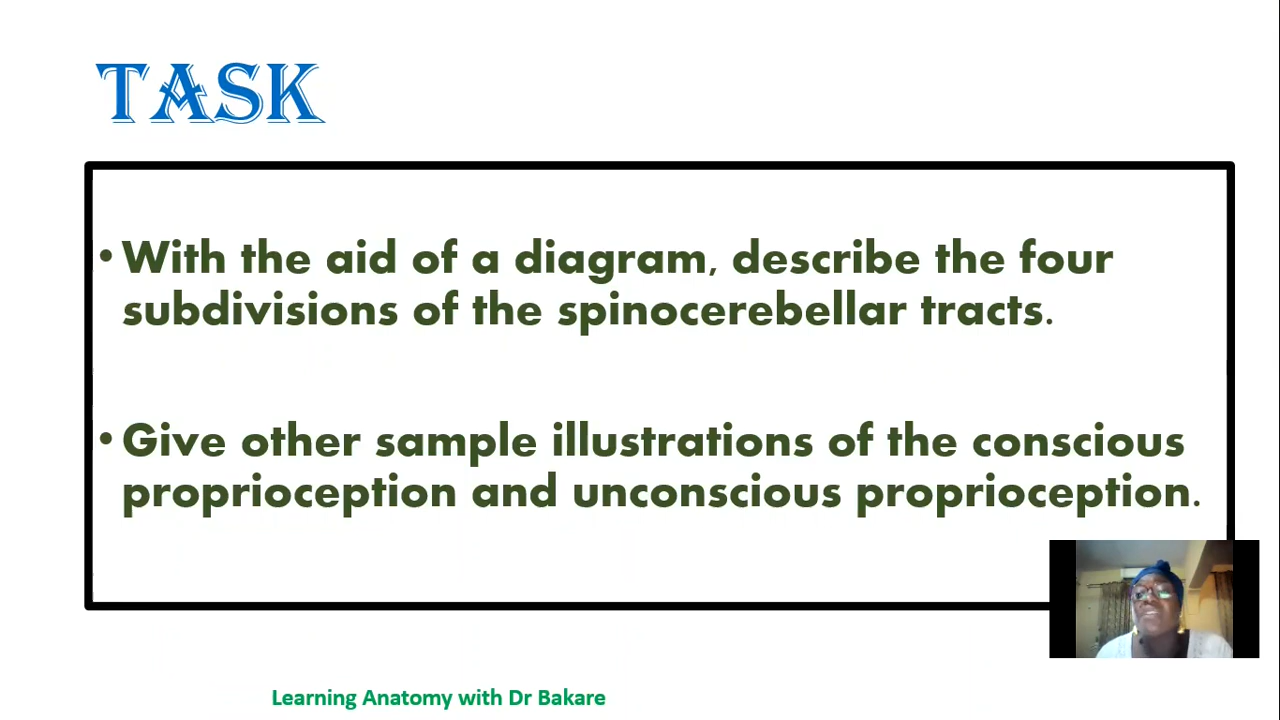 TASK
• With the aid of a diagram, describe the four
subdivisions of the spinocerebellar tracts.
• Give other sample illustrations of the conscious
proprioception and unconscious proprioception.
Learning Anatomy with Dr Bakare